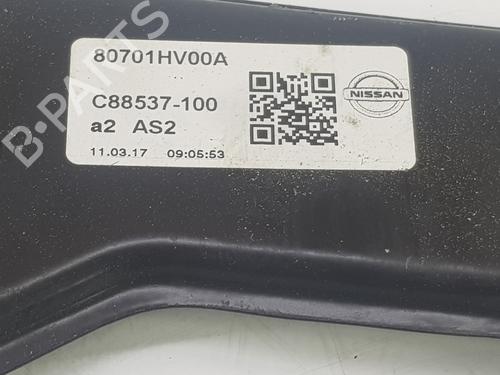 80701HV00A
C88537-100
a2 AS2
11.03.17 09:05:53
NISSAN
B-PARTS